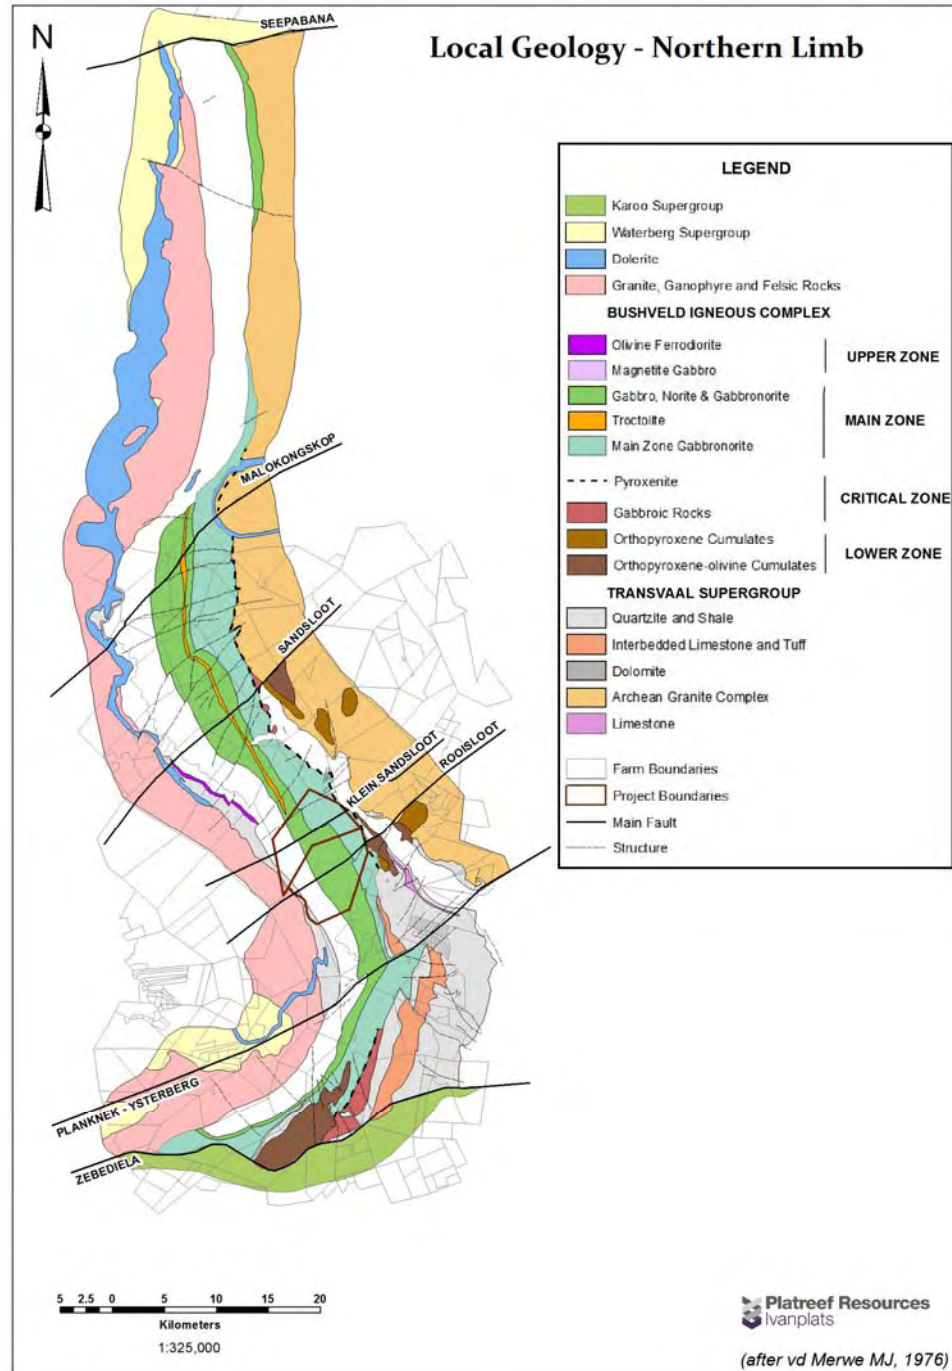 Local Geology - Northern Limb
N
SEEPABANA
MALOKONGSKOP
SANDSLOOT
KLEIN SANDSLOOT
ROOISLOOT
PLANKNEK - YSTERBERG
ZEBEDIELA
LEGEND
Karoo Supergroup
Waterberg Supergroup
Dolerite
Granite, Ganophyre and Felsic Rocks
BUSHVELD IGNEOUS COMPLEX
Olivine Ferrodiorite
Magnetite Gabbro
UPPER ZONE
Gabbro, Norite & Gabbronorite
Troctolite
Main Zone Gabbronorite
MAIN ZONE
Pyroxenite
Gabbroic Rocks
CRITICAL ZONE
Orthopyroxene Cumulates
Orthopyroxene-olivine Cumulates
LOWER ZONE
TRANSVAAL SUPERGROUP
Quartzite and Shale
Interbedded Limestone and Tuff
Dolomite
Archean Granite Complex
Limestone
Farm Boundaries
Project Boundaries
Main Fault
Structure
5 2.5 0 5 10 15 20
Kilometers
1:325,000
Platreef Resources
Ivanplats
(after vd Merwe MJ, 1976)